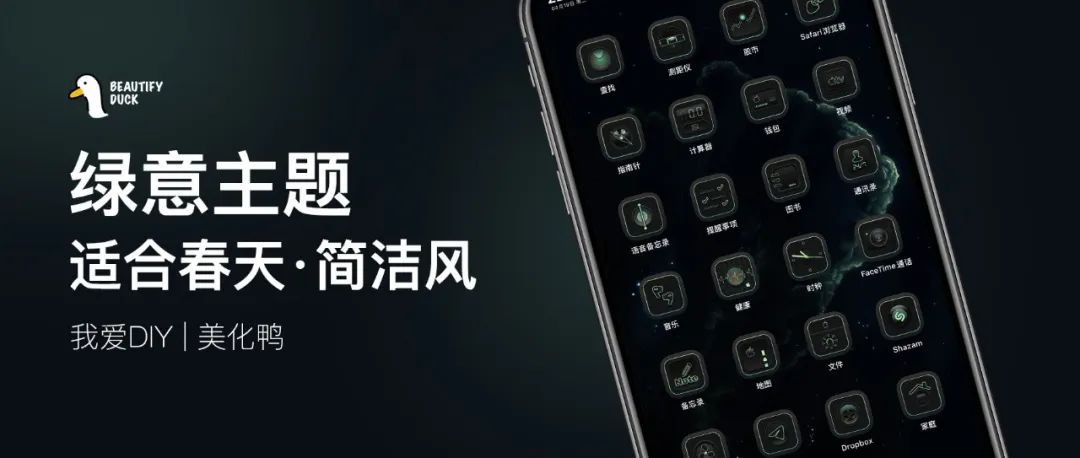 BEAUTIFY
DUCK
绿意主题
适合春天·简洁风
我爱DIY | 美化鸭
查找
测距仪
股市
Safari浏览器
指南针
计算器
0.0
钱包
视频
语音备忘录
提醒事项
图书
通讯录
音乐
健康
时钟
FaceTime通话
Note
备忘录
地图
文件
Shazam
Dropbox
家庭